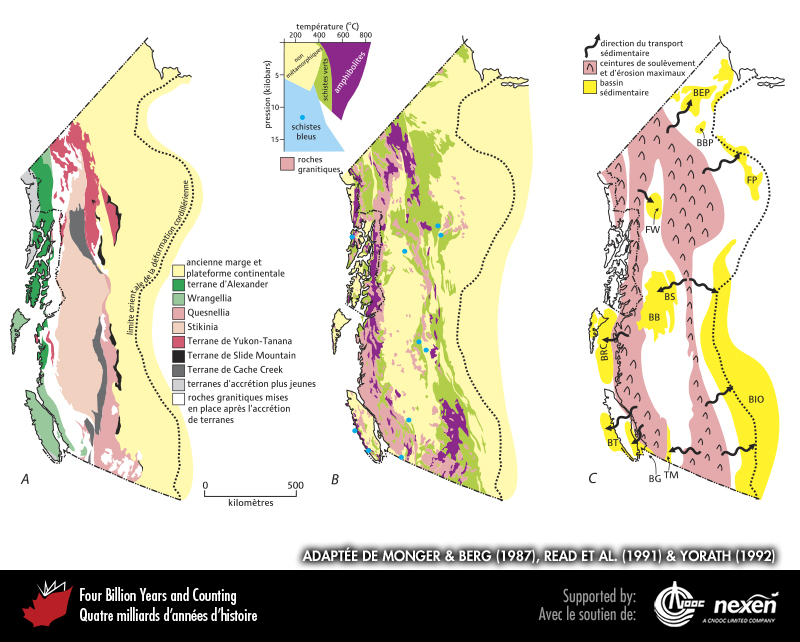 température (°C)
200 400 600 800
pression (kilobars)
5
10
15
non
métamorphiques
schistes verts
amphibolites
schistes
bleus
roches
granitiques
direction du transport
sédimentaire
ceintures de soulèvement
et d'érosion maximaux
bassin
sédimentaire
limite orientale de la déformation cordillérienne
ancienne marge et
plateforme continentale
terrane d'Alexander
Wrangellia
Quesnellia
Stikinia
Terrane de Yukon-Tanana
Terrane de Slide Mountain
Terrane de Cache Creek
terranes d'accrétion plus jeunes
roches granitiques mises
en place après l'accrétion
de terranes
BEP
BBP
FP
FW
BS
BB
BRC
BIO
BT
BG
TM
A
B
C
0 500
kilomètres
ADAPTÉE DE MONGER & BERG (1987), READ ET AL. (1991) & YORATH (1992)
Four Billion Years and Counting
Quatre milliards d'années d'histoire
Supported by:
Avec le soutien de:
CNOOC nexen
A CNOOC LIMITED COMPANY